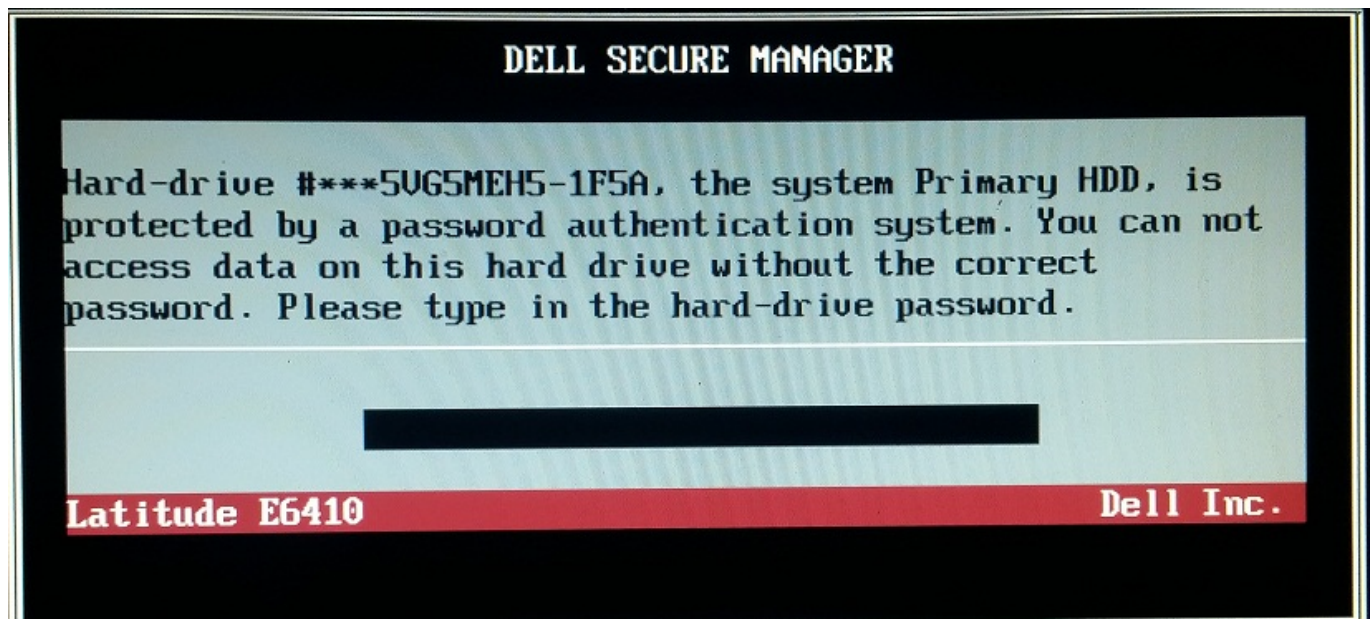 DELL SECURE MANAGER
Hard-drive #***5VG5MEH5-1F5A, the system Primary HDD, is
protected by a password authentication system. You can not
access data on this hard drive without the correct
password. Please type in the hard-drive password.
Latitude E6410 Dell Inc.